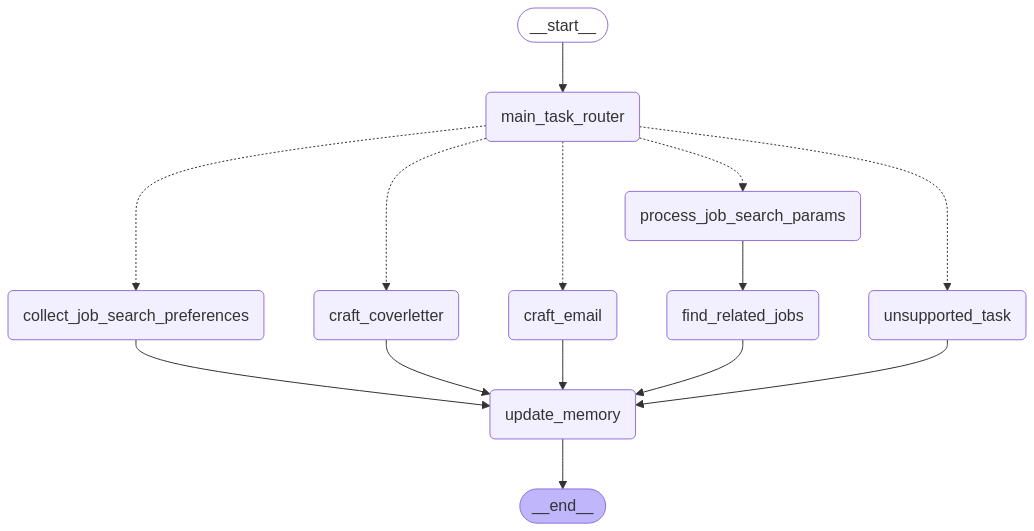 __start__
main_task_router
process_job_search_params
collect_job_search_preferences
craft_coverletter
craft_email
find_related_jobs
unsupported_task
update_memory
__end__